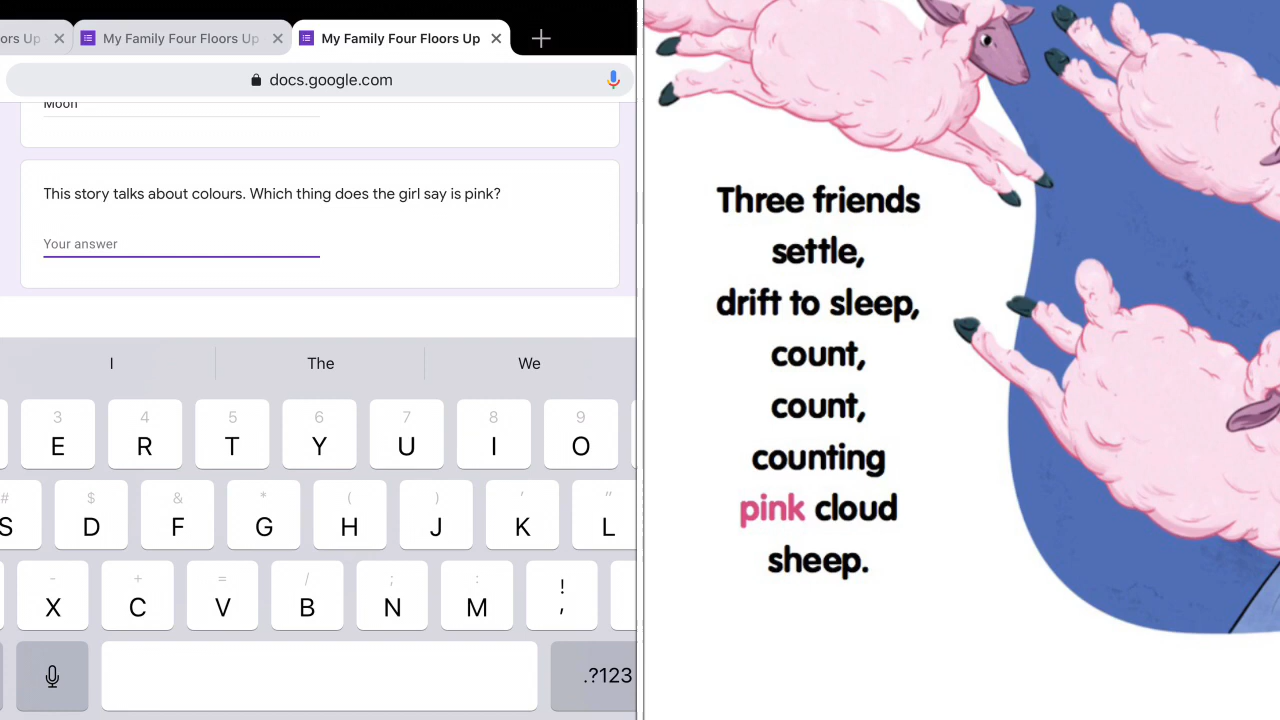 ors Up
My Family Four Floors Up
My Family Four Floors Up
docs.google.com
Moon
This story talks about colours. Which thing does the girl say is pink?
Your answer
I The We
3 4 5 6 7 8 9
E R T Y U I O
# $ & * ( ) ' "
S D F G H J K L
- + = / ; : !
X C V B N M ,
.?123
Three friends
settle,
drift to sleep,
count,
count,
counting
pink cloud
sheep.